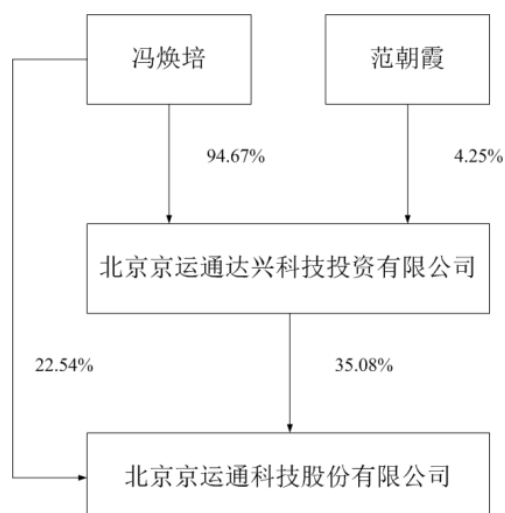 冯焕培
范朝霞
94.67%
4.25%
北京京运通达兴科技投资有限公司
22.54%
35.08%
北京京运通科技股份有限公司